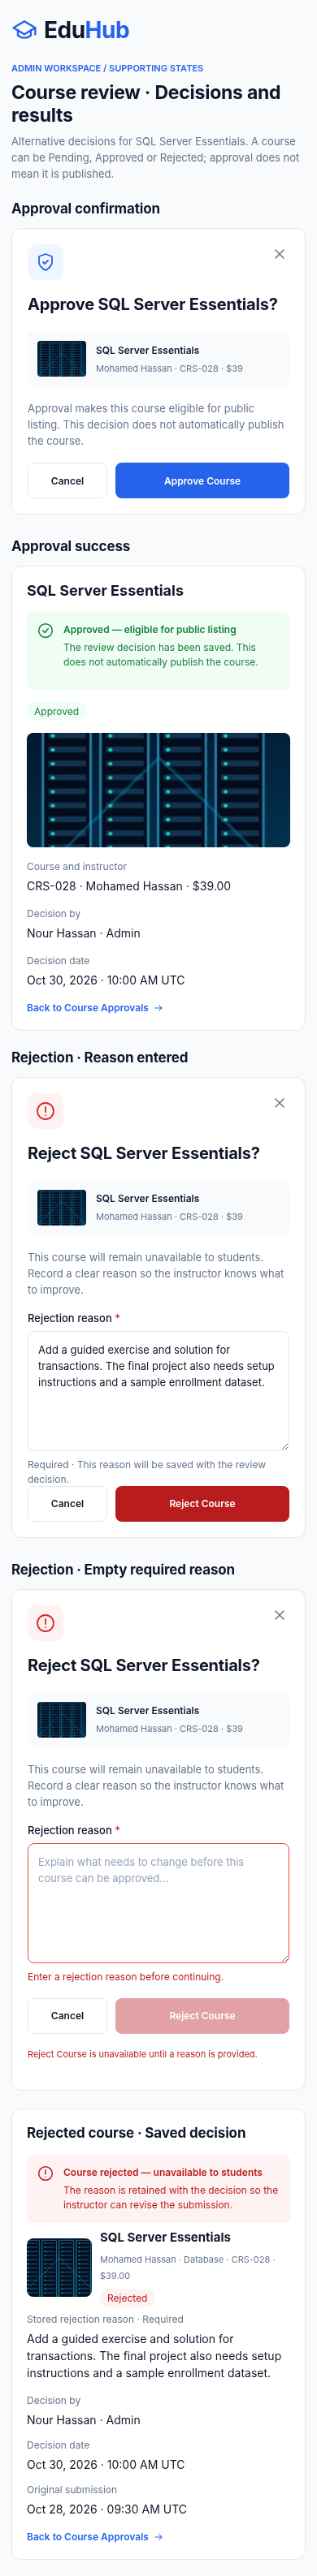 EduHub
ADMIN WORKSPACE / SUPPORTING STATES
Course review · Decisions and
results
Alternative decisions for SQL Server Essentials. A course
can be Pending, Approved or Rejected; approval does not
mean it is published.
Approval confirmation
Approve SQL Server Essentials?
SQL Server Essentials
Mohamed Hassan · CRS-028 · $39
Approval makes this course eligible for public
listing. This decision does not automatically publish
the course.
Cancel
Approve Course
Approval success
SQL Server Essentials
Approved — eligible for public listing
The review decision has been saved. This
does not automatically publish the course.
Approved
Course and instructor
CRS-028 · Mohamed Hassan · $39.00
Decision by
Nour Hassan · Admin
Decision date
Oct 30, 2026 · 10:00 AM UTC
Back to Course Approvals →
Rejection · Reason entered
Reject SQL Server Essentials?
SQL Server Essentials
Mohamed Hassan · CRS-028 · $39
This course will remain unavailable to students.
Record a clear reason so the instructor knows what
to improve.
Rejection reason *
Add a guided exercise and solution for
transactions. The final project also needs setup
instructions and a sample enrollment dataset.
Required · This reason will be saved with the review
decision.
Cancel
Reject Course
Rejection · Empty required reason
Reject SQL Server Essentials?
SQL Server Essentials
Mohamed Hassan · CRS-028 · $39
This course will remain unavailable to students.
Record a clear reason so the instructor knows what
to improve.
Rejection reason *
Explain what needs to change before this
course can be approved...
Enter a rejection reason before continuing.
Cancel
Reject Course
Reject Course is unavailable until a reason is provided.
Rejected course · Saved decision
Course rejected — unavailable to students
The reason is retained with the decision so the
instructor can revise the submission.
SQL Server Essentials
Mohamed Hassan · Database · CRS-028 ·
$39.00
Rejected
Stored rejection reason · Required
Add a guided exercise and solution for
transactions. The final project also needs setup
instructions and a sample enrollment dataset.
Decision by
Nour Hassan · Admin
Decision date
Oct 30, 2026 · 10:00 AM UTC
Original submission
Oct 28, 2026 · 09:30 AM UTC
Back to Course Approvals →